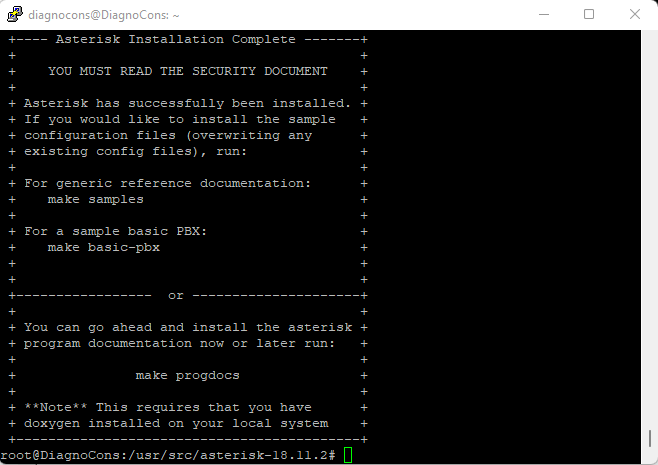 diagnocons@DiagnoCons: ~
+---- Asterisk Installation Complete -------+
+                                           +
+    YOU MUST READ THE SECURITY DOCUMENT    +
+                                           +
+ Asterisk has successfully been installed. +
+ If you would like to install the sample   +
+ configuration files (overwriting any      +
+ existing config files), run:              +
+                                           +
+ For generic reference documentation:      +
+    make samples                           +
+                                           +
+ For a sample basic PBX:                   +
+    make basic-pbx                         +
+                                           +
+                                           +
+-----------------  or ---------------------+
+                                           +
+ You can go ahead and install the asterisk +
+ program documentation now or later run:   +
+                                           +
+               make progdocs               +
+                                           +
+ **Note** This requires that you have      +
+ doxygen installed on your local system    +
+-------------------------------------------+
root@DiagnoCons:/usr/src/asterisk-18.11.2#